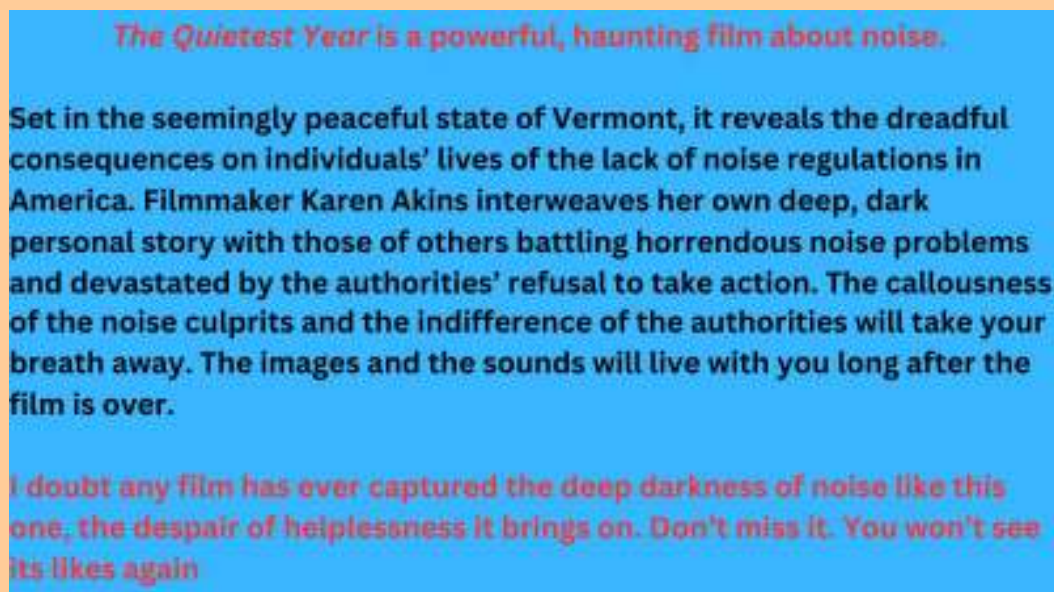 The Quietest Year is a powerful, haunting film about noise.
Set in the seemingly peaceful state of Vermont, it reveals the dreadful
consequences on individuals’ lives of the lack of noise regulations in
America. Filmmaker Karen Akins interweaves her own deep, dark
personal story with those of others battling horrendous noise problems
and devastated by the authorities’ refusal to take action. The callousness
of the noise culprits and the indifference of the authorities will take your
breath away. The images and the sounds will live with you long after the
film is over.
I doubt any film has ever captured the deep darkness of noise like this
one, the despair of helplessness it brings on. Don’t miss it. You won’t see
its likes again